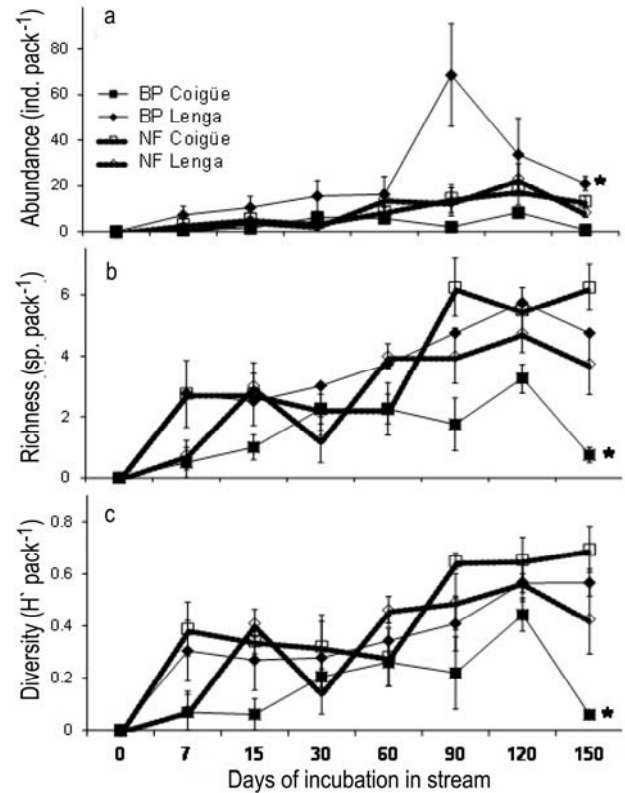 a
Abundance (ind. pack-1)
80
60
40
20
0
BP Coigüe
BP Lenga
NF Coigüe
NF Lenga
*
b
Richness (sp. pack-1)
6
4
2
0
*
c
Diversity (H` pack-1)
0.8
0.6
0.4
0.2
0
*
0 7 15 30 60 90 120 150
Days of incubation in stream